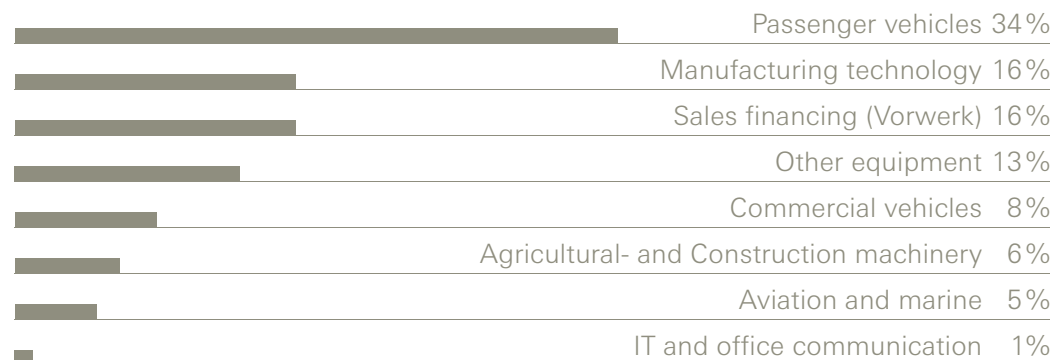 Passenger vehicles 34%
Manufacturing technology 16%
Sales financing (Vorwerk) 16%
Other equipment 13%
Commercial vehicles 8%
Agricultural- and Construction machinery 6%
Aviation and marine 5%
IT and office communication 1%